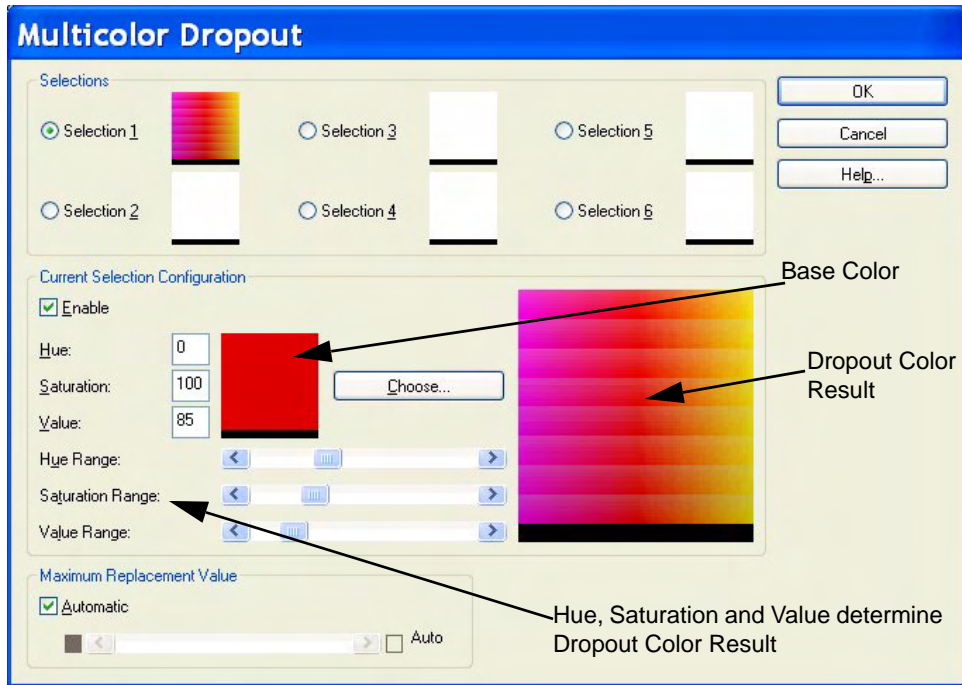 Multicolor Dropout
Selections
Selection 1
Selection 3
Selection 5
OK
Cancel
Help...
Selection 2
Selection 4
Selection 6
Current Selection Configuration
Enable
Base Color
Hue:
0
Saturation:
100
Choose...
Dropout Color
Result
Value:
85
Hue Range:
Saturation Range:
Value Range:
Maximum Replacement Value
Automatic
Auto
Hue, Saturation and Value determine
Dropout Color Result